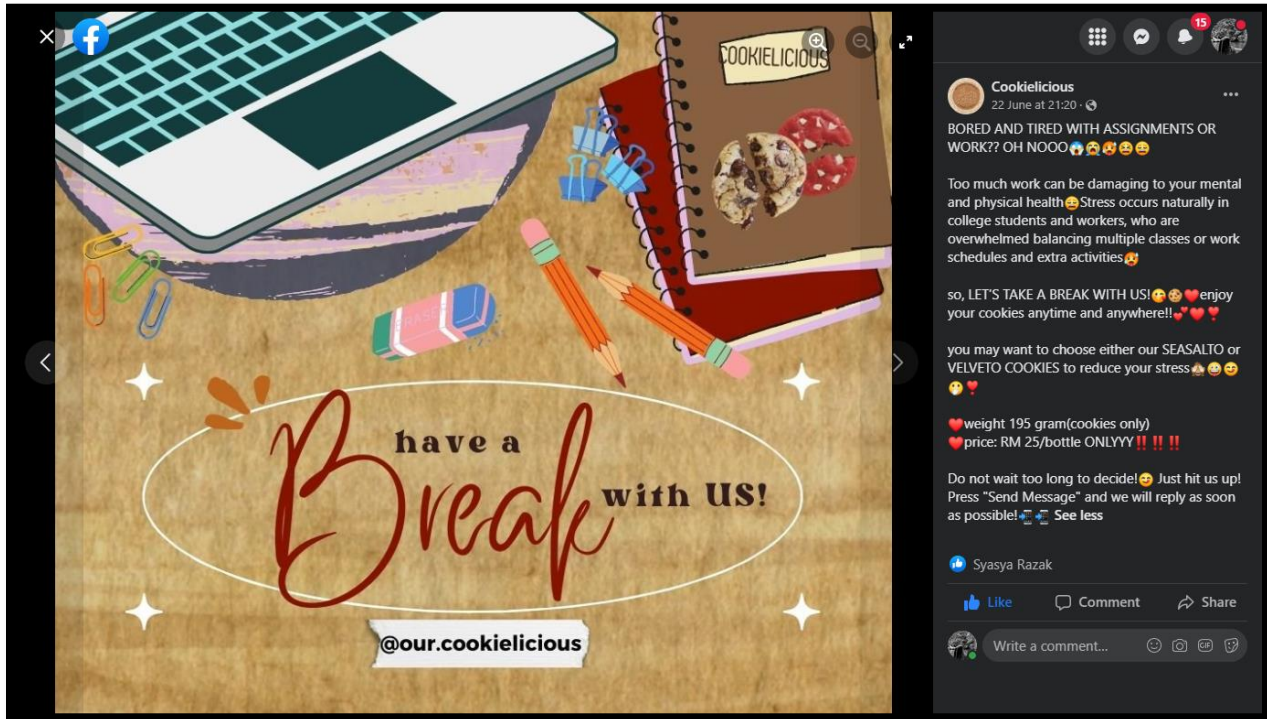 COOKIELICIOUS
ERASER
have a
Break
with US!
@our.cookielicious
15
Cookielicious
22 June at 21:20 ·
BORED AND TIRED WITH ASSIGNMENTS OR
WORK?? OH NOOO😱😭🥵😫😖
Too much work can be damaging to your mental
and physical health😖Stress occurs naturally in
college students and workers, who are
overwhelmed balancing multiple classes or work
schedules and extra activities🥵
so, LET'S TAKE A BREAK WITH US!😘🍪❤️enjoy
your cookies anytime and anywhere!!💕❤️❣️
you may want to choose either our SEASALTO or
VELVETO COOKIES to reduce your stress
❤️weight 195 gram(cookies only)
❤️price: RM 25/bottle ONLYYY‼️‼️‼️
Do not wait too long to decide!😋 Just hit us up!
Press "Send Message" and we will reply as soon
as possible!📲📲 See less
Syasya Razak
Like Comment Share
Write a comment...
GIF